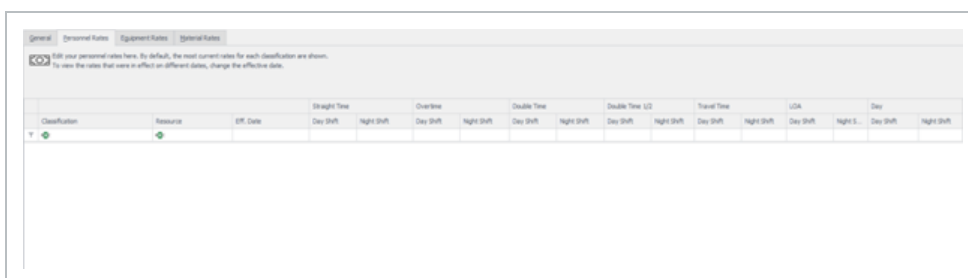 General Personnel Rates Equipment Rates Material Rates
Edit your personnel rates here. By default, the most current rates for each classification are shown.
To view the rates that were in effect on different dates, change the effective date.
Straight Time Overtime Double Time Double Time 1/2 Travel Time LOA Day
Classification Resource Eff. Date Day Shift Night Shift Day Shift Night Shift Day Shift Night Shift Day Shift Night Shift Day Shift Night Shift Day Shift Night S... Day Shift Night Shift